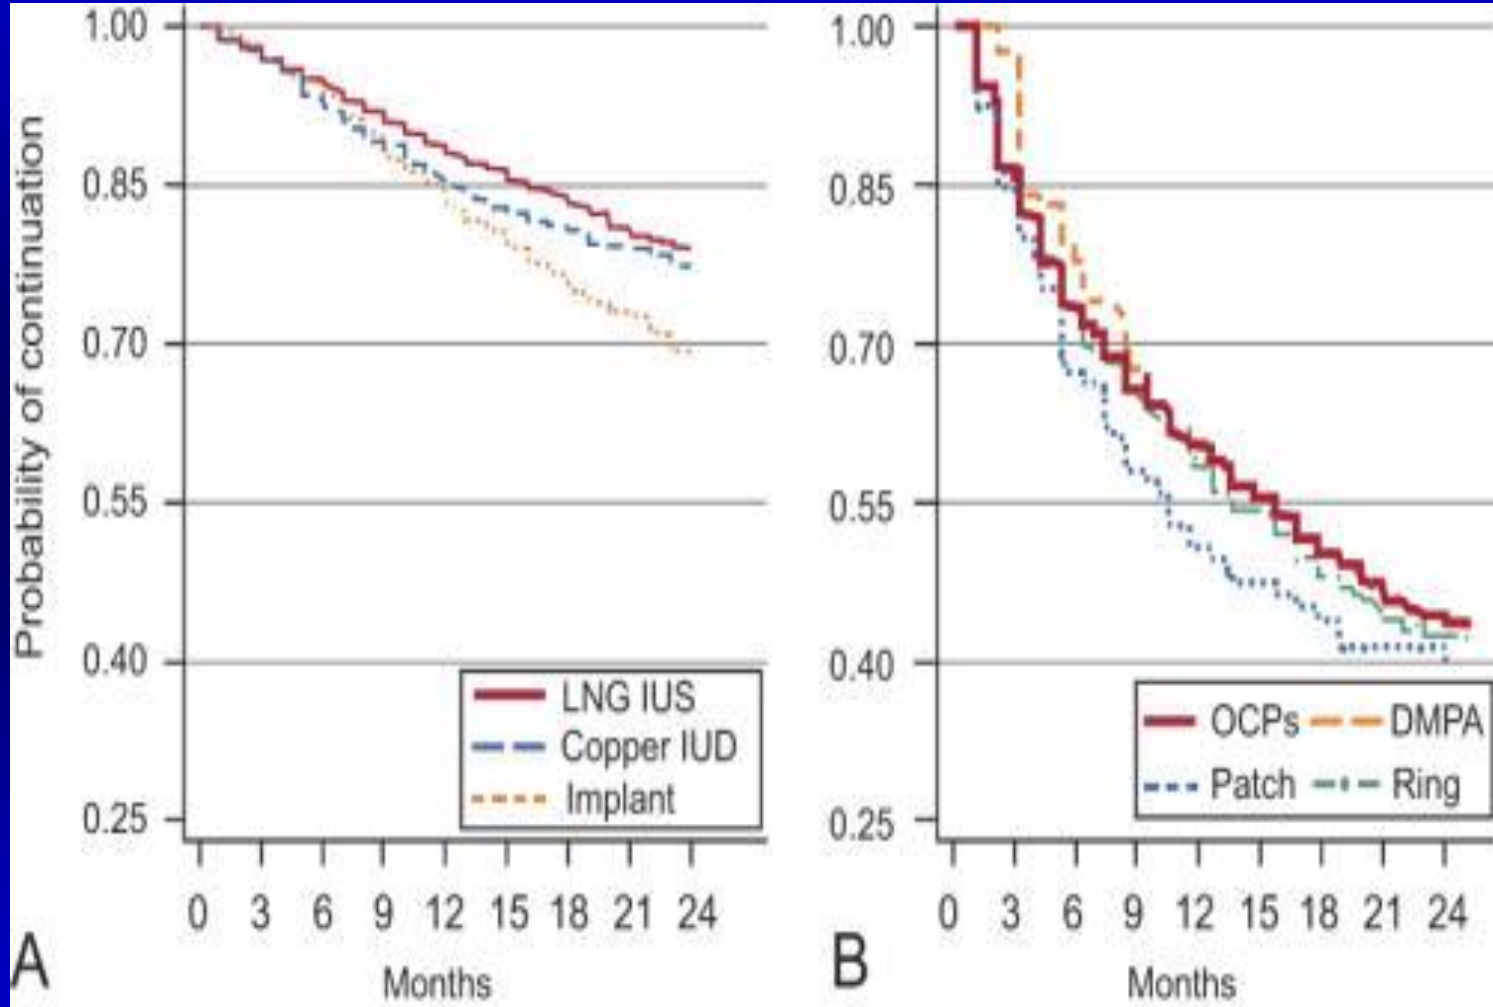 Probability of continuation
1.00
0.85
0.70
0.55
0.40
0.25
LNG IUS
Copper IUD
Implant
0 3 6 9 12 15 18 21 24
Months
A
1.00
0.85
0.70
0.55
0.40
0.25
OCPs DMPA
Patch Ring
0 3 6 9 12 15 18 21 24
Months
B